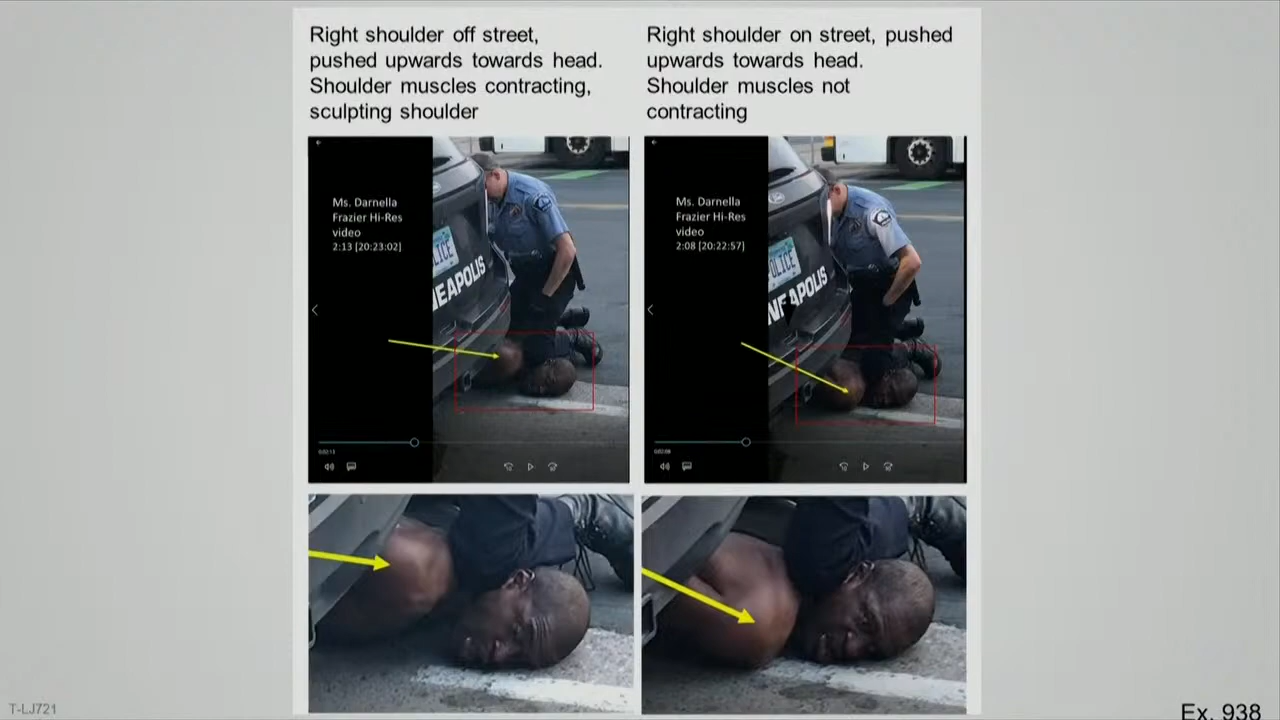 Right shoulder off street,
pushed upwards towards head.
Shoulder muscles contracting,
sculpting shoulder
Right shoulder on street, pushed
upwards towards head.
Shoulder muscles not
contracting
Ms. Darnella
Frazier Hi-Res
video
2:13 [20:23:02]
LICE
NEAPOLIS
Ms. Darnella
Frazier Hi-Res
video
2:08 [20:22:57]
POLICE
APOLIS
T-LJ721
Ex. 938